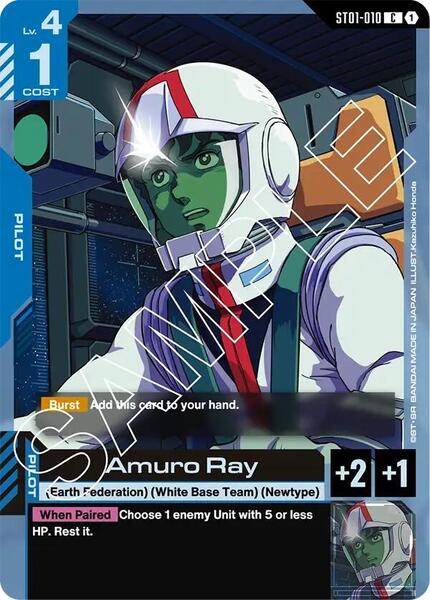 Lv. 4
1
COST
ST01-010 C 1
PILOT
©ST・SR BANDAI MADE IN JAPAN ILLUST.Kazuhiko Honda
SAMPLE
Burst Add this card to your hand.
PILOT
Amuro Ray
+2 +1
(Earth Federation) (White Base Team) (Newtype)
When Paired Choose 1 enemy Unit with 5 or less
HP. Rest it.